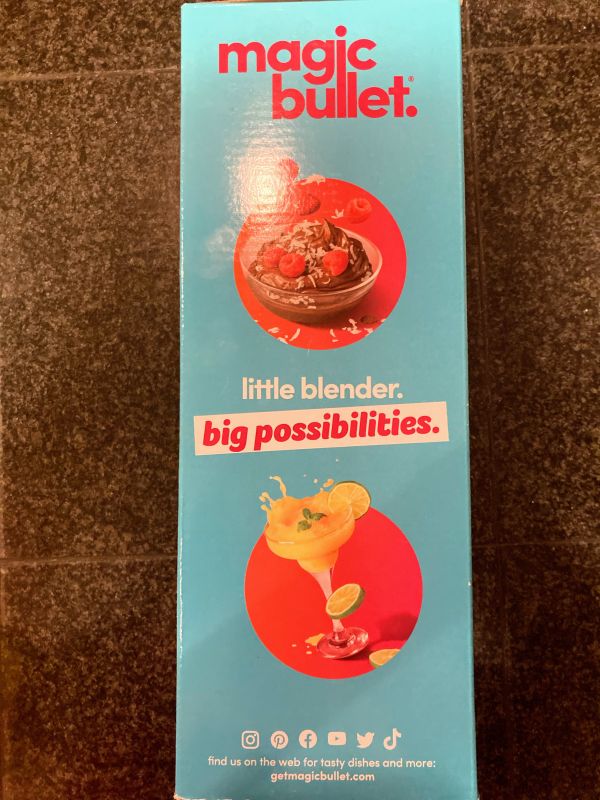 magic
bullet.®
little blender.
big possibilities.
find us on the web for tasty dishes and more:
getmagicbullet.com